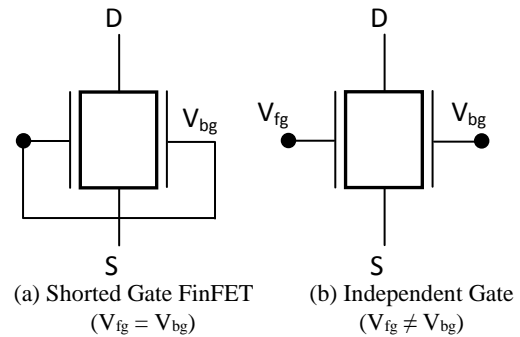 D D
V_bg V_fg V_bg
S S
(a) Shorted Gate FinFET (b) Independent Gate
(V_fg = V_bg) (V_fg ≠ V_bg)